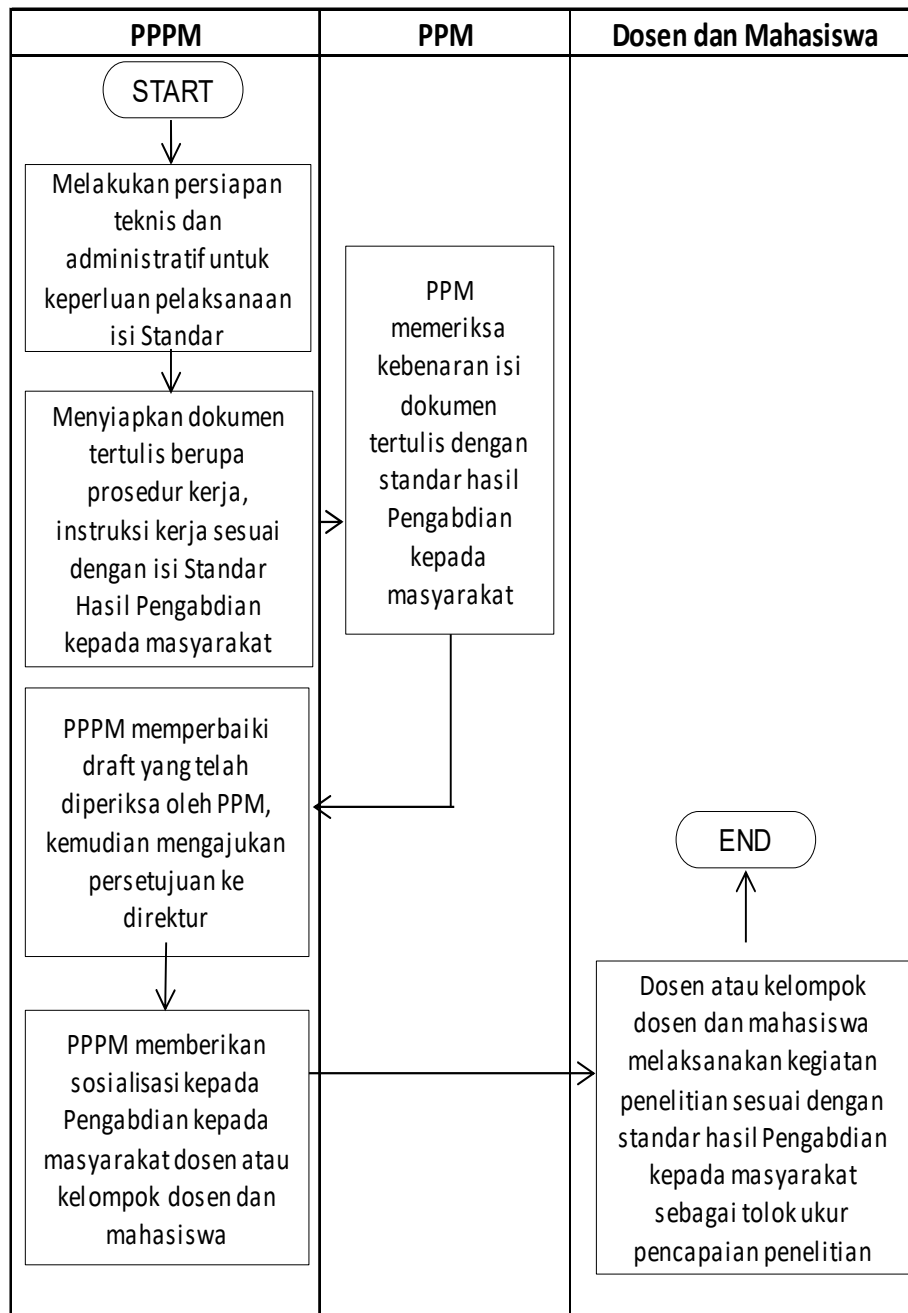 PPPM
PPM
Dosen dan Mahasiswa
START
Melakukan persiapan
teknis dan
administratif untuk
keperluan pelaksanaan
isi Standar
Menyiapkan dokumen
tertulis berupa
prosedur kerja,
instruksi kerja sesuai
dengan isi Standar
Hasil Pengabdian
kepada masyarakat
PPM
memeriksa
kebenaran isi
dokumen
tertulis dengan
standar hasil
Pengabdian
kepada
masyarakat
PPPM memperbaiki
draft yang telah
diperiksa oleh PPM,
kemudian mengajukan
persetujuan ke
direktur
PPPM memberikan
sosialisasi kepada
Pengabdian kepada
masyarakat dosen atau
kelompok dosen dan
mahasiswa
Dosen atau kelompok
dosen dan mahasiswa
melaksanakan kegiatan
penelitian sesuai dengan
standar hasil Pengabdian
kepada masyarakat
sebagai tolok ukur
pencapaian penelitian
END